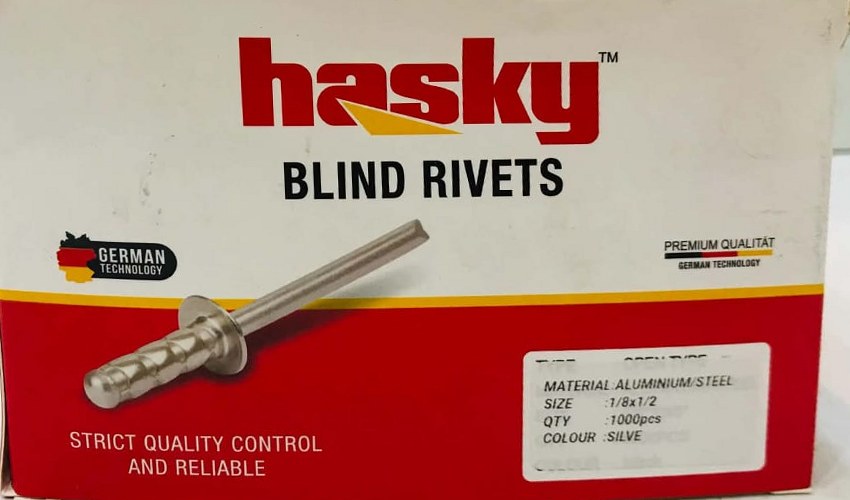 hasky™
BLIND RIVETS
GERMAN
TECHNOLOGY
PREMIUM QUALITÄT
GERMAN TECHNOLOGY
MATERIAL:ALUMINIUM/STEEL
SIZE :1/8x1/2
QTY :1000pcs
COLOUR :SILVE
STRICT QUALITY CONTROL
AND RELIABLE